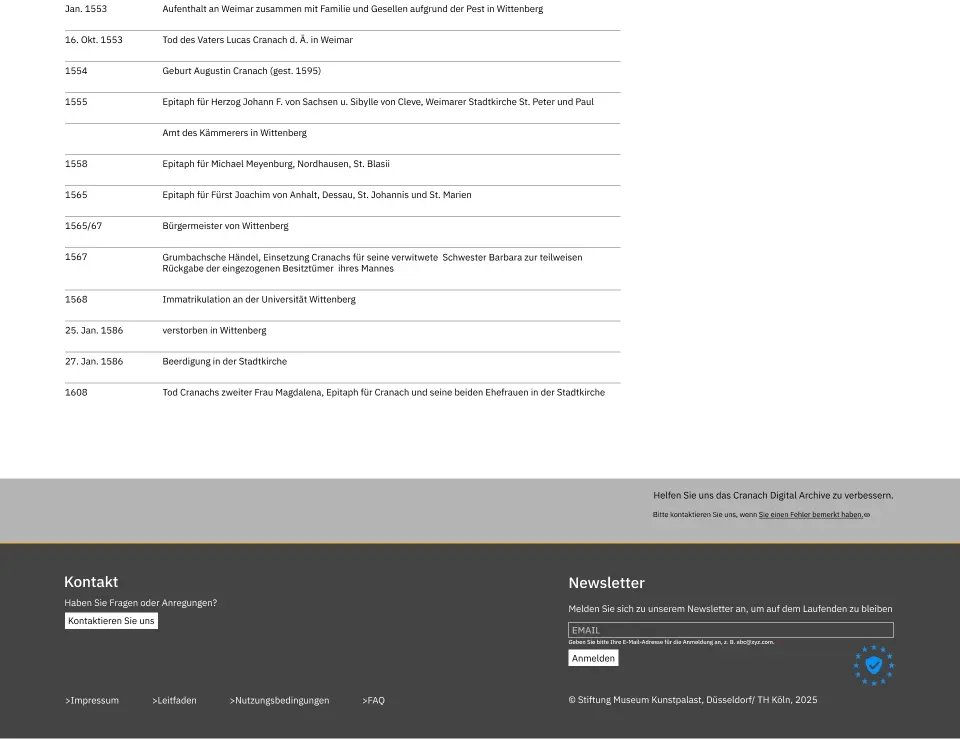 Jan. 1553 Aufenthalt an Weimar zusammen mit Familie und Gesellen aufgrund der Pest in Wittenberg
16. Okt. 1553 Tod des Vaters Lucas Cranach d. Ä. in Weimar
1554 Geburt Augustin Cranach (gest. 1595)
1555 Epitaph für Herzog Johann F. von Sachsen u. Sibylle von Cleve, Weimarer Stadtkirche St. Peter und Paul
Amt des Kämmerers in Wittenberg
1558 Epitaph für Michael Meyenburg, Nordhausen, St. Blasii
1565 Epitaph für Fürst Joachim von Anhalt, Dessau, St. Johannis und St. Marien
1565/67 Bürgermeister von Wittenberg
1567 Grumbachsche Händel, Einsetzung Cranachs für seine verwitwete Schwester Barbara zur teilweisen
Rückgabe der eingezogenen Besitztümer ihres Mannes
1568 Immatrikulation an der Universität Wittenberg
25. Jan. 1586 verstorben in Wittenberg
27. Jan. 1586 Beerdigung in der Stadtkirche
1608 Tod Cranachs zweiter Frau Magdalena, Epitaph für Cranach und seine beiden Ehefrauen in der Stadtkirche
Helfen Sie uns das Cranach Digital Archive zu verbessern.
Bitte kontaktieren Sie uns, wenn Sie einen Fehler bemerkt haben.
Kontakt
Haben Sie Fragen oder Anregungen?
Kontaktieren Sie uns
Newsletter
Melden Sie sich zu unserem Newsletter an, um auf dem Laufenden zu bleiben
EMAIL
Geben Sie bitte Ihre E-Mail-Adresse für die Anmeldung an, z. B. abc@xyz.com.
Anmelden
>Impressum >Leitfaden >Nutzungsbedingungen >FAQ
© Stiftung Museum Kunstpalast, Düsseldorf/ TH Köln, 2025